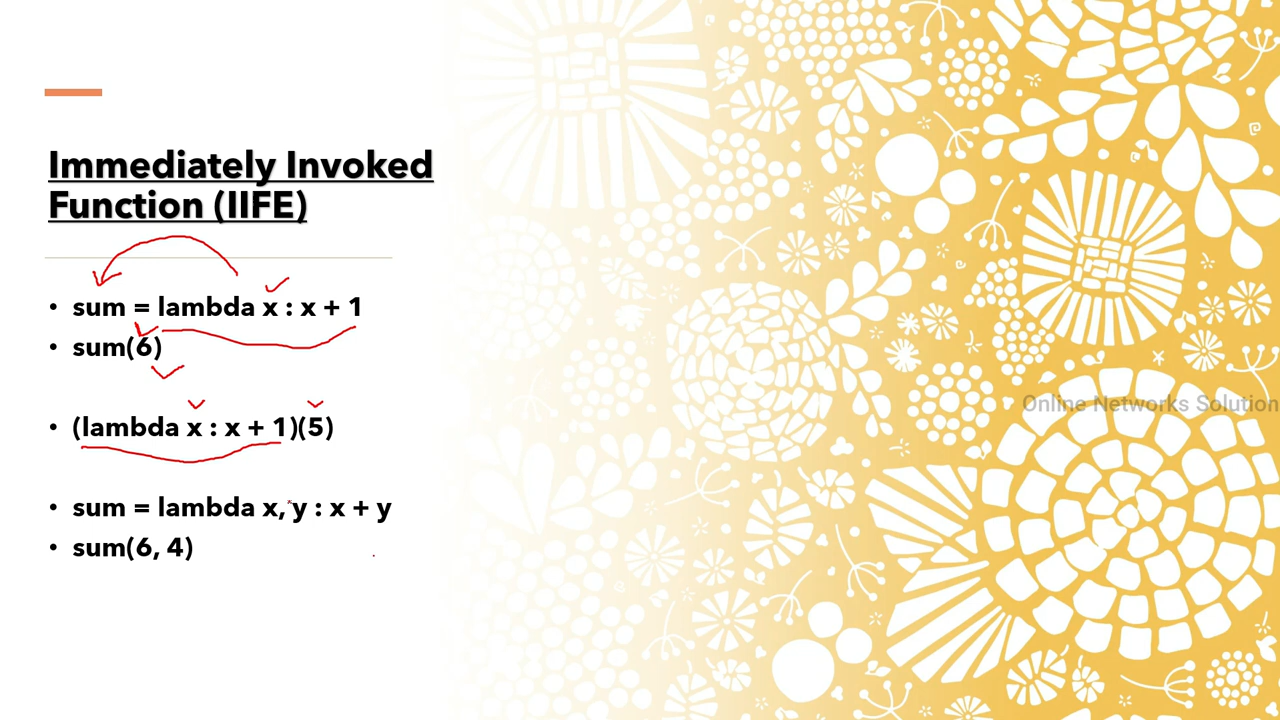 Immediately Invoked
Function (IIFE)
• sum = lambda x : x + 1
• sum(6)
• (lambda x : x + 1)(5)
• sum = lambda x, y : x + y
• sum(6, 4)
Online Networks Solution